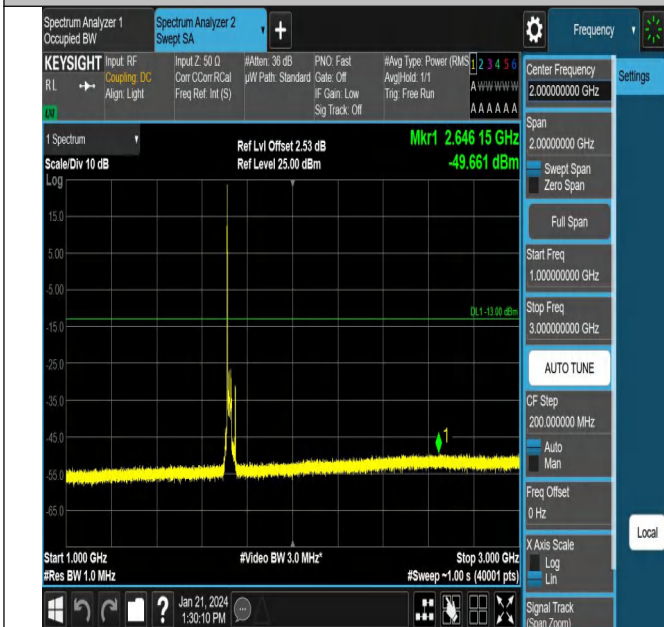 Spectrum Analyzer 1
Occupied BW
Spectrum Analyzer 2
Swept SA
+
Frequency
KEYSIGHT
RL
LXI
Input: RF
Coupling: DC
Align: Light
Input Z: 50 Ω
Corr CCorr RCal
Freq Ref: Int (S)
#Atten: 36 dB
µW Path: Standard
PNO: Fast
Gate: Off
IF Gain: Low
Sig Track: Off
#Avg Type: Power (RMS
Avg|Hold: 1/1
Trig: Free Run
1 2 3 4 5 6
A W W W W W
A A A A A A
1 Spectrum
Scale/Div 10 dB
Ref Lvl Offset 2.53 dB
Ref Level 25.00 dBm
Mkr1 2.646 15 GHz
-49.661 dBm
Log
15.0
5.00
-5.00
-15.0
-25.0
-35.0
-45.0
-55.0
-65.0
DL1 -13.00 dBm
1
Start 1.000 GHz
#Res BW 1.0 MHz
#Video BW 3.0 MHz*
Stop 3.000 GHz
#Sweep ~1.00 s (40001 pts)
Center Frequency
2.00000000 GHz
Settings
Span
2.00000000 GHz
Swept Span
Zero Span
Full Span
Start Freq
1.000000000 GHz
Stop Freq
3.000000000 GHz
AUTO TUNE
CF Step
200.000000 MHz
Auto
Man
Freq Offset
0 Hz
X Axis Scale
Log
Lin
Local
Signal Track
(Span Zoom)
?
Jan 21, 2024
1:30:10 PM